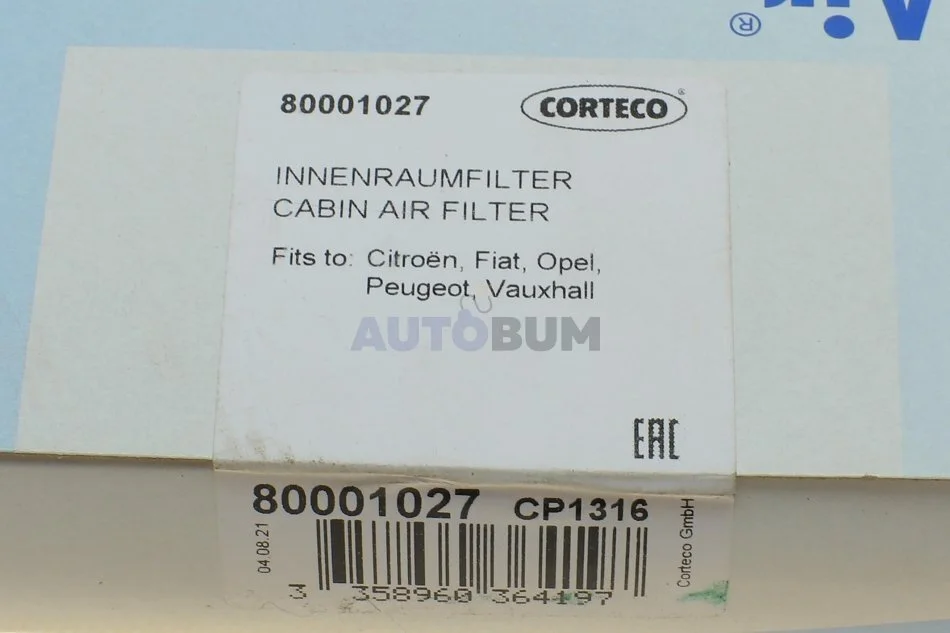 Air®
80001027 CORTECO®
INNENRAUMFILTER
CABIN AIR FILTER
Fits to: Citroën, Fiat, Opel,
Peugeot, Vauxhall
AUTOBUM
EAC
80001027 CP1316
04.08.21
Corteco GmbH
3 358960 364197